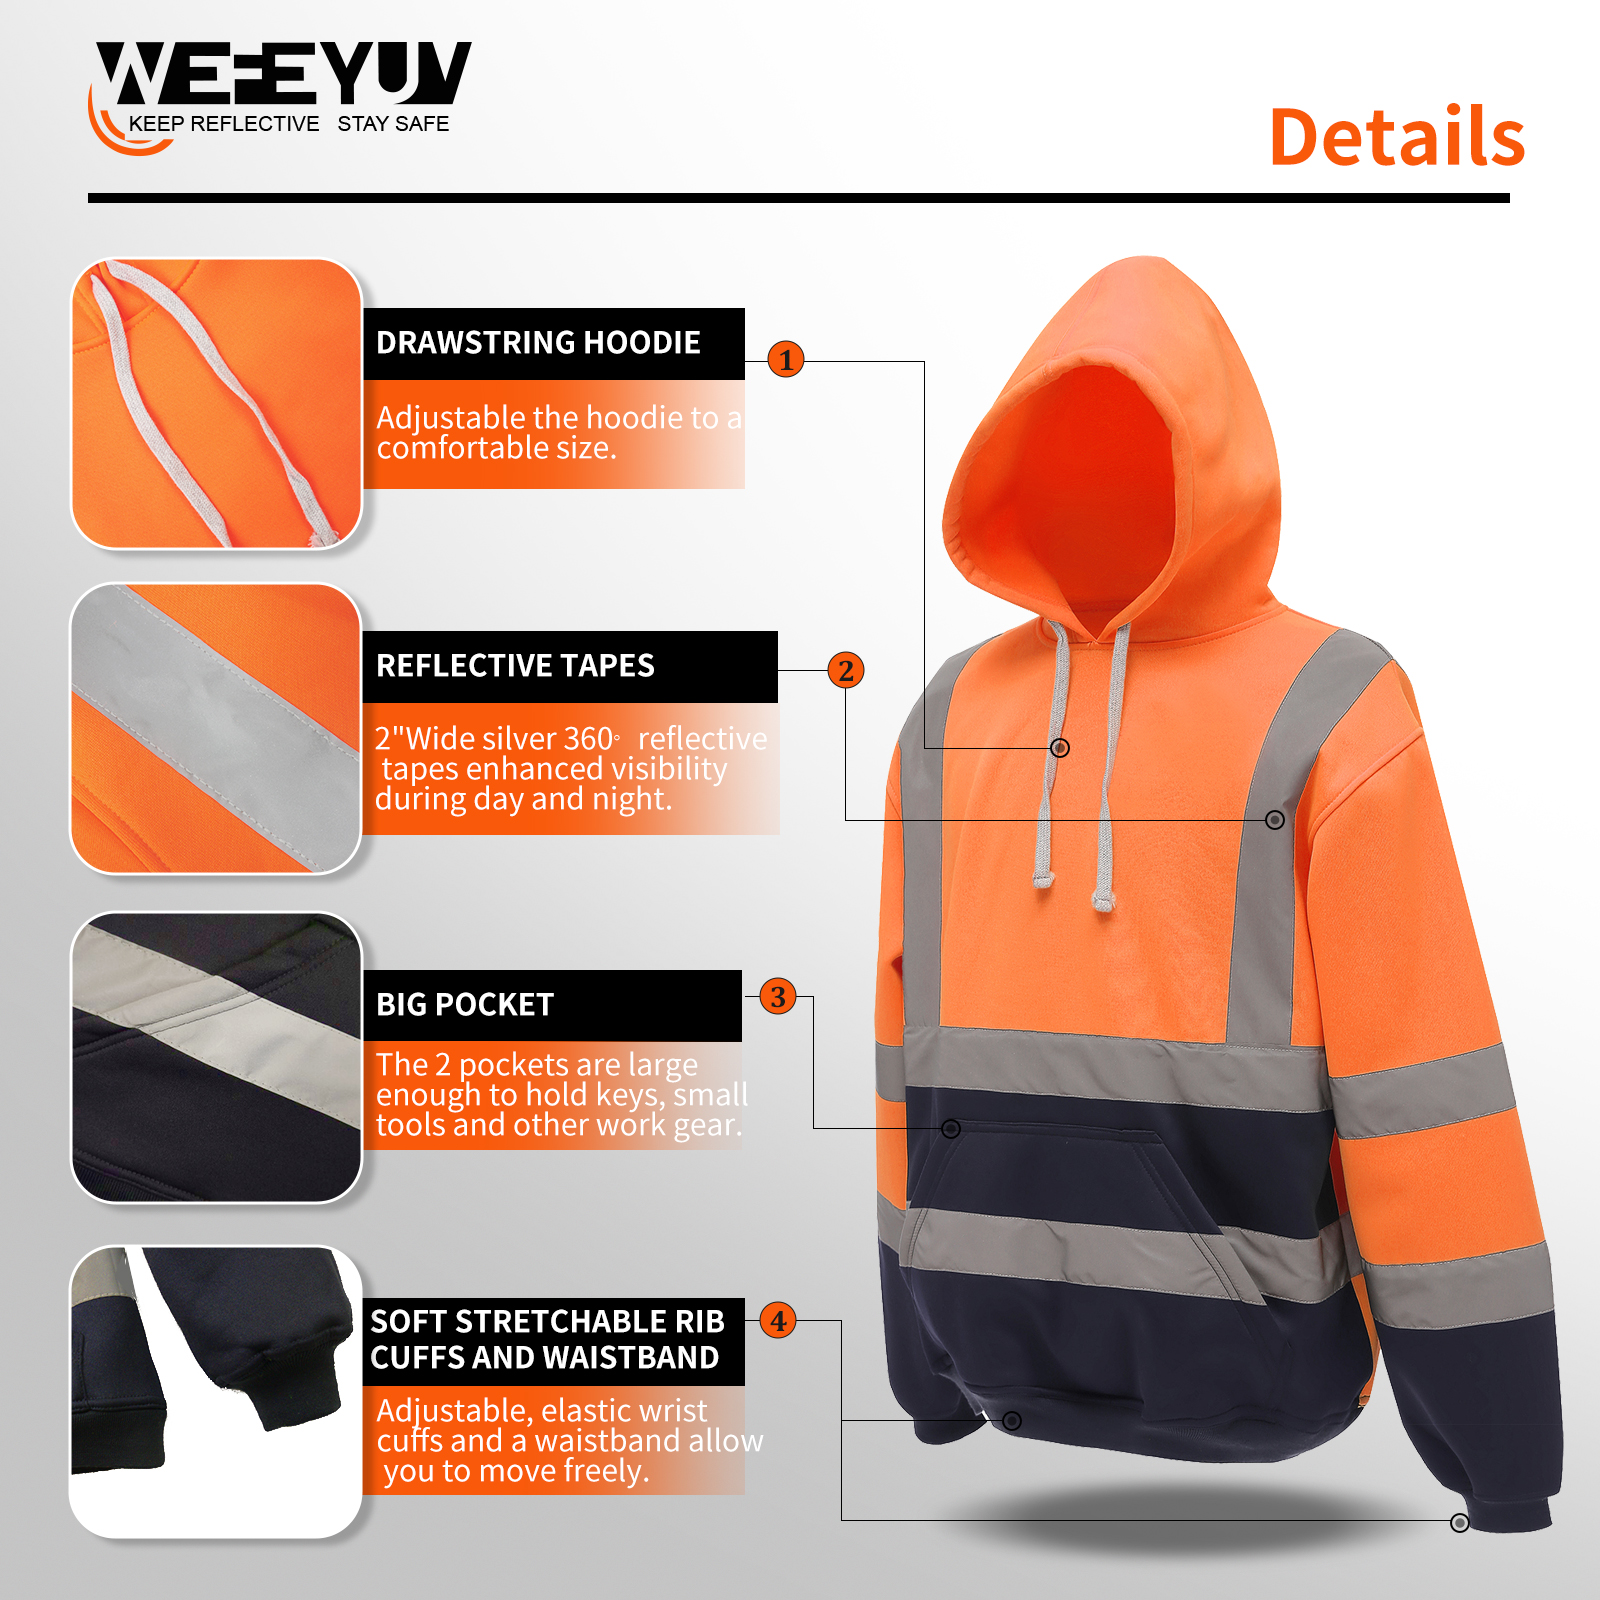 WEFEYUV
KEEP REFLECTIVE STAY SAFE
Details
DRAWSTRING HOODIE
Adjustable the hoodie to a
comfortable size.
1
REFLECTIVE TAPES
2"Wide silver 360° reflective
tapes enhanced visibility
during day and night.
2
BIG POCKET
The 2 pockets are large
enough to hold keys, small
tools and other work gear.
3
SOFT STRETCHABLE RIB
CUFFS AND WAISTBAND
Adjustable, elastic wrist
cuffs and a waistband allow
you to move freely.
4